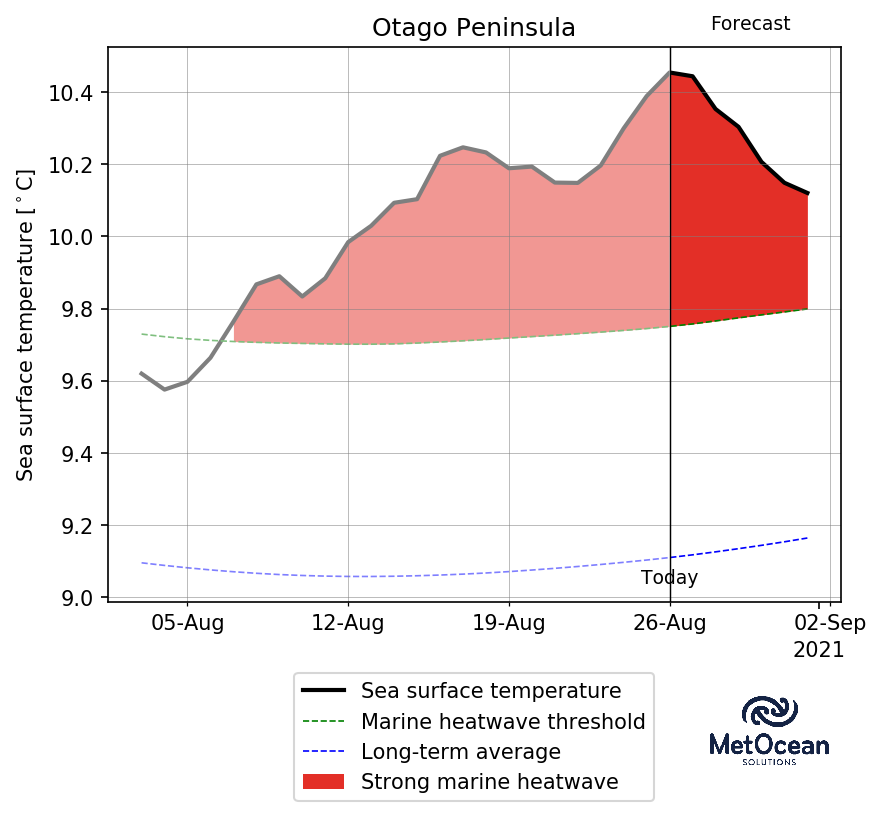 Otago Peninsula
Forecast
Sea surface temperature [°C]
10.4
10.2
10.0
9.8
9.6
9.4
9.2
9.0
Today
05-Aug
12-Aug
19-Aug
26-Aug
02-Sep
2021
Sea surface temperature
Marine heatwave threshold
Long-term average
Strong marine heatwave
MetOcean
SOLUTIONS